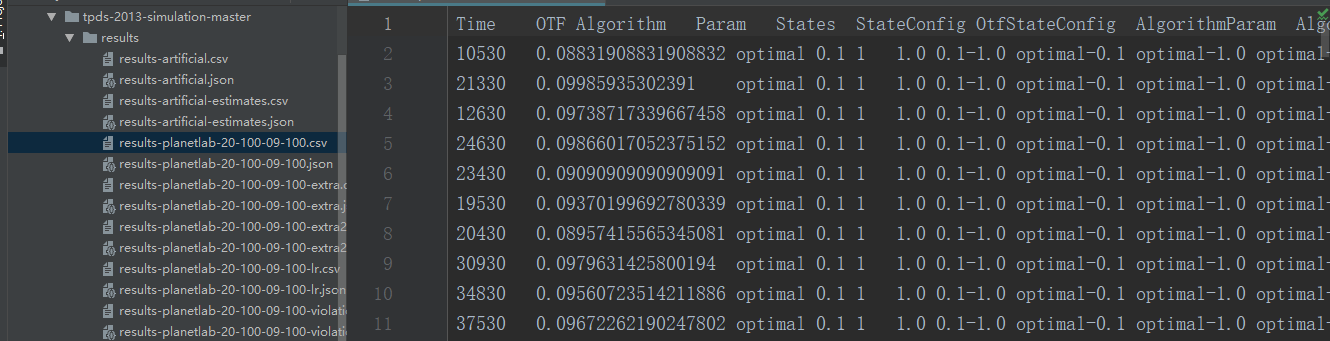 tpds-2013-simulation-master
results
results-artificial.csv
results-artificial.json
results-artificial-estimates.csv
results-artificial-estimates.json
results-planetlab-20-100-09-100.csv
results-planetlab-20-100-09-100.json
results-planetlab-20-100-09-100-extra.c
results-planetlab-20-100-09-100-extra.j
results-planetlab-20-100-09-100-extra2
results-planetlab-20-100-09-100-extra2
results-planetlab-20-100-09-100-lr.csv
results-planetlab-20-100-09-100-lr.json
results-planetlab-20-100-09-100-violatio
results-planetlab-20-100-09-100-violatio
1 Time OTF Algorithm Param States StateConfig OtfStateConfig AlgorithmParam Algo
2 10530 0.08831908831908832 optimal 0.1 1 1.0 0.1-1.0 optimal-0.1 optimal-1.0 optimal-
3 21330 0.09985935302391 optimal 0.1 1 1.0 0.1-1.0 optimal-0.1 optimal-1.0 optimal-
4 12630 0.09738717339667458 optimal 0.1 1 1.0 0.1-1.0 optimal-0.1 optimal-1.0 optimal-
5 24630 0.09866017052375152 optimal 0.1 1 1.0 0.1-1.0 optimal-0.1 optimal-1.0 optimal-
6 23430 0.09090909090909091 optimal 0.1 1 1.0 0.1-1.0 optimal-0.1 optimal-1.0 optimal-
7 19530 0.09370199692780339 optimal 0.1 1 1.0 0.1-1.0 optimal-0.1 optimal-1.0 optimal-
8 20430 0.08957415565345081 optimal 0.1 1 1.0 0.1-1.0 optimal-0.1 optimal-1.0 optimal-
9 30930 0.0979631425800194 optimal 0.1 1 1.0 0.1-1.0 optimal-0.1 optimal-1.0 optimal-
10 34830 0.09560723514211886 optimal 0.1 1 1.0 0.1-1.0 optimal-0.1 optimal-1.0 optimal-
11 37530 0.09672262190247802 optimal 0.1 1 1.0 0.1-1.0 optimal-0.1 optimal-1.0 optimal-